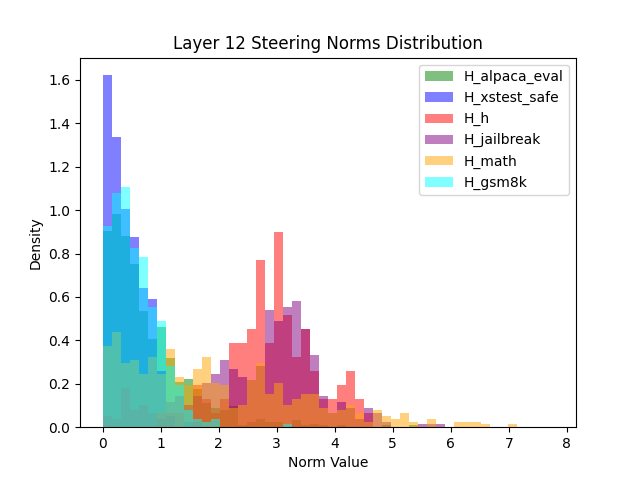 Layer 12 Steering Norms Distribution
H_alpaca_eval
H_xstest_safe
H_h
H_jailbreak
H_math
H_gsm8k
Density
1.6
1.4
1.2
1.0
0.8
0.6
0.4
0.2
0.0
0 1 2 3 4 5 6 7 8
Norm Value